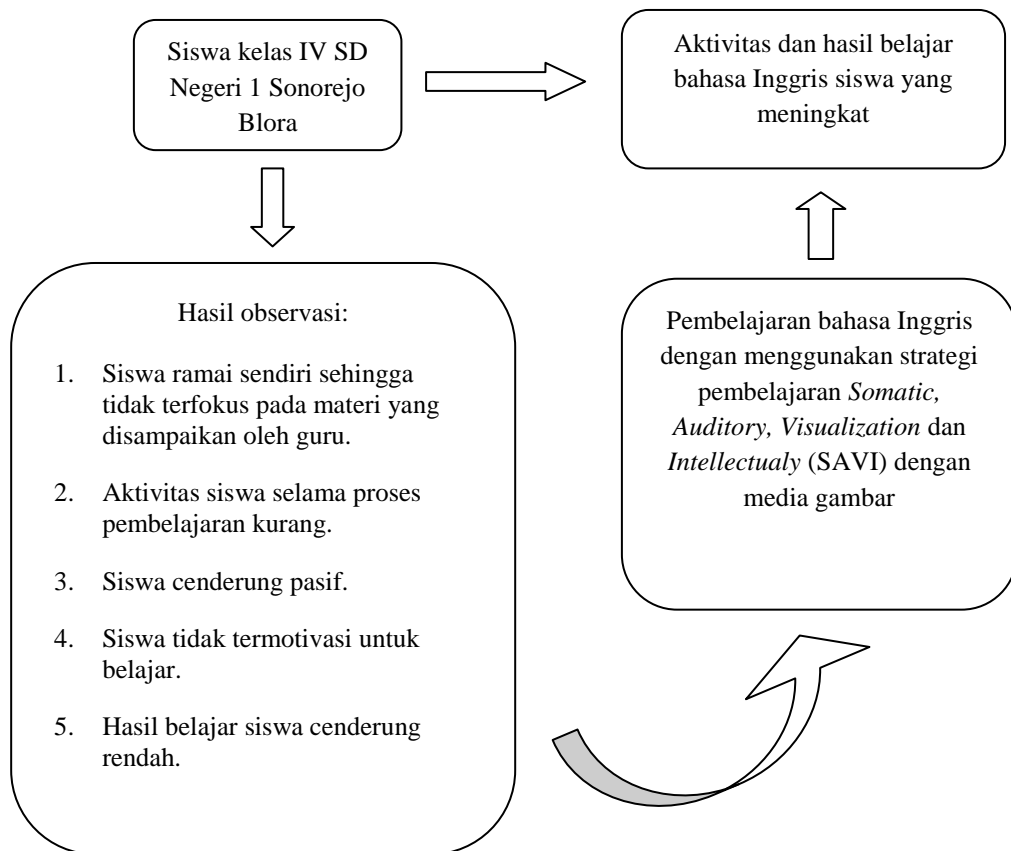 Siswa kelas IV SD
Negeri 1 Sonorejo
Blora
Aktivitas dan hasil belajar
bahasa Inggris siswa yang
meningkat
Hasil observasi:
1. Siswa ramai sendiri sehingga
tidak terfokus pada materi yang
disampaikan oleh guru.
2. Aktivitas siswa selama proses
pembelajaran kurang.
3. Siswa cenderung pasif.
4. Siswa tidak termotivasi untuk
belajar.
5. Hasil belajar siswa cenderung
rendah.
Pembelajaran bahasa Inggris
dengan menggunakan strategi
pembelajaran Somatic,
Auditory, Visualization dan
Intellectualy (SAVI) dengan
media gambar